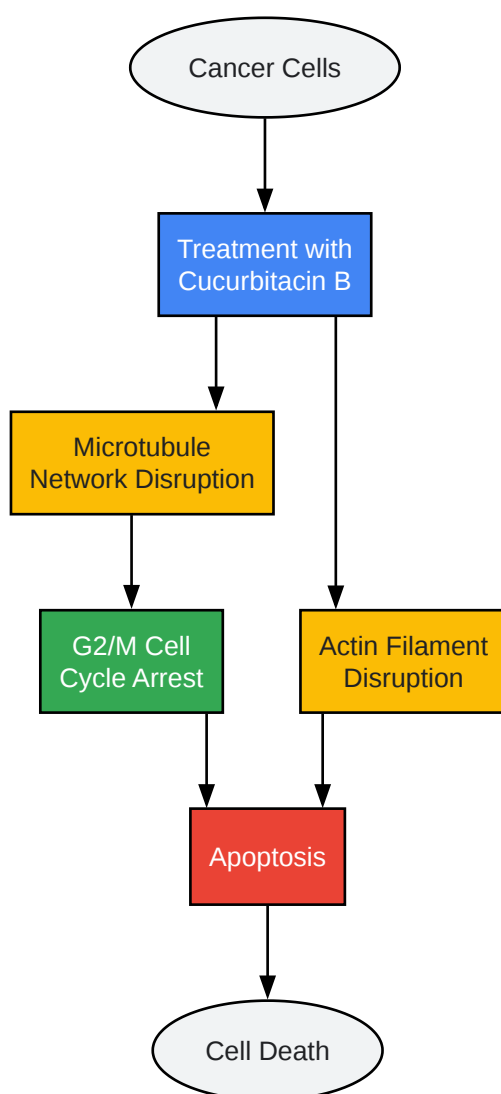 Cancer Cells
Treatment with
Cucurbitacin B
Microtubule
Network Disruption
G2/M Cell
Cycle Arrest
Actin Filament
Disruption
Apoptosis
Cell Death